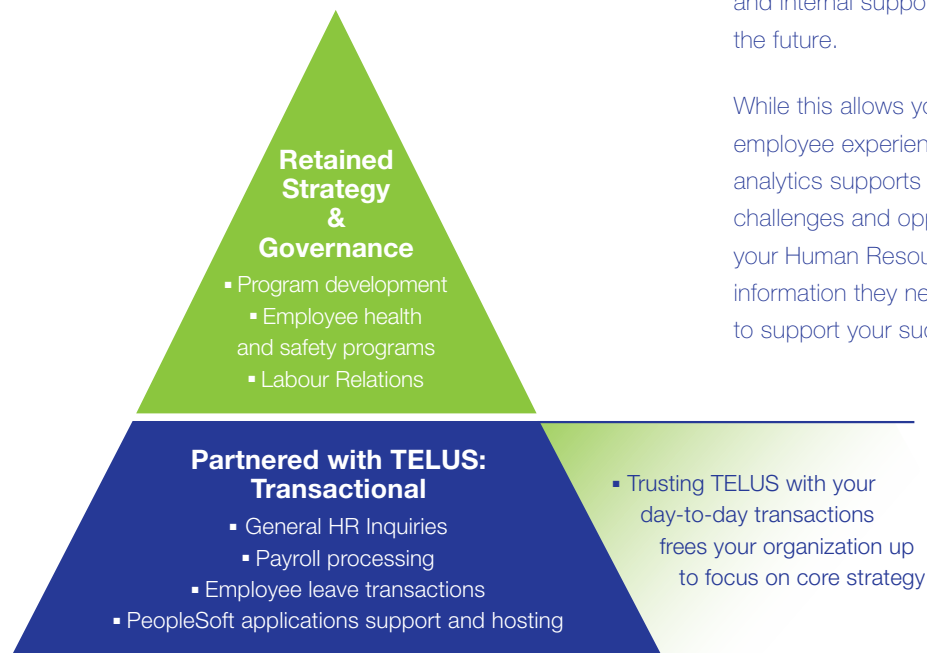 and internal suppo
the future.
While this allows yo
employee experien
analytics supports
challenges and opp
your Human Resou
information they ne
to support your suc
Retained
Strategy
&
Governance
▪ Program development
▪ Employee health
and safety programs
▪ Labour Relations
Partnered with TELUS:
Transactional
▪ General HR Inquiries
▪ Payroll processing
▪ Employee leave transactions
▪ PeopleSoft applications support and hosting
▪ Trusting TELUS with your
day-to-day transactions
frees your organization up
to focus on core strategy